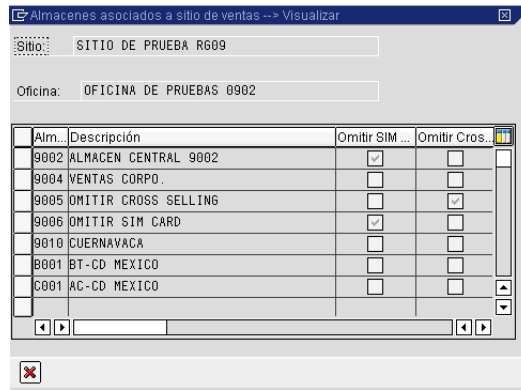 Almacenes asociados a sitio de ventas --> Visualizar
Sitio: SITIO DE PRUEBA RG09
Oficina: OFICINA DE PRUEBAS 0902
Alm... Descripción Omitir SIM ... Omitir Cros...
9002 ALMACEN CENTRAL 9002
9004 VENTAS CORPO.
9005 OMITIR CROSS SELLING
9006 OMITIR SIM CARD
9010 CUERNAVACA
B001 BT-CD MEXICO
C001 AC-CD MEXICO